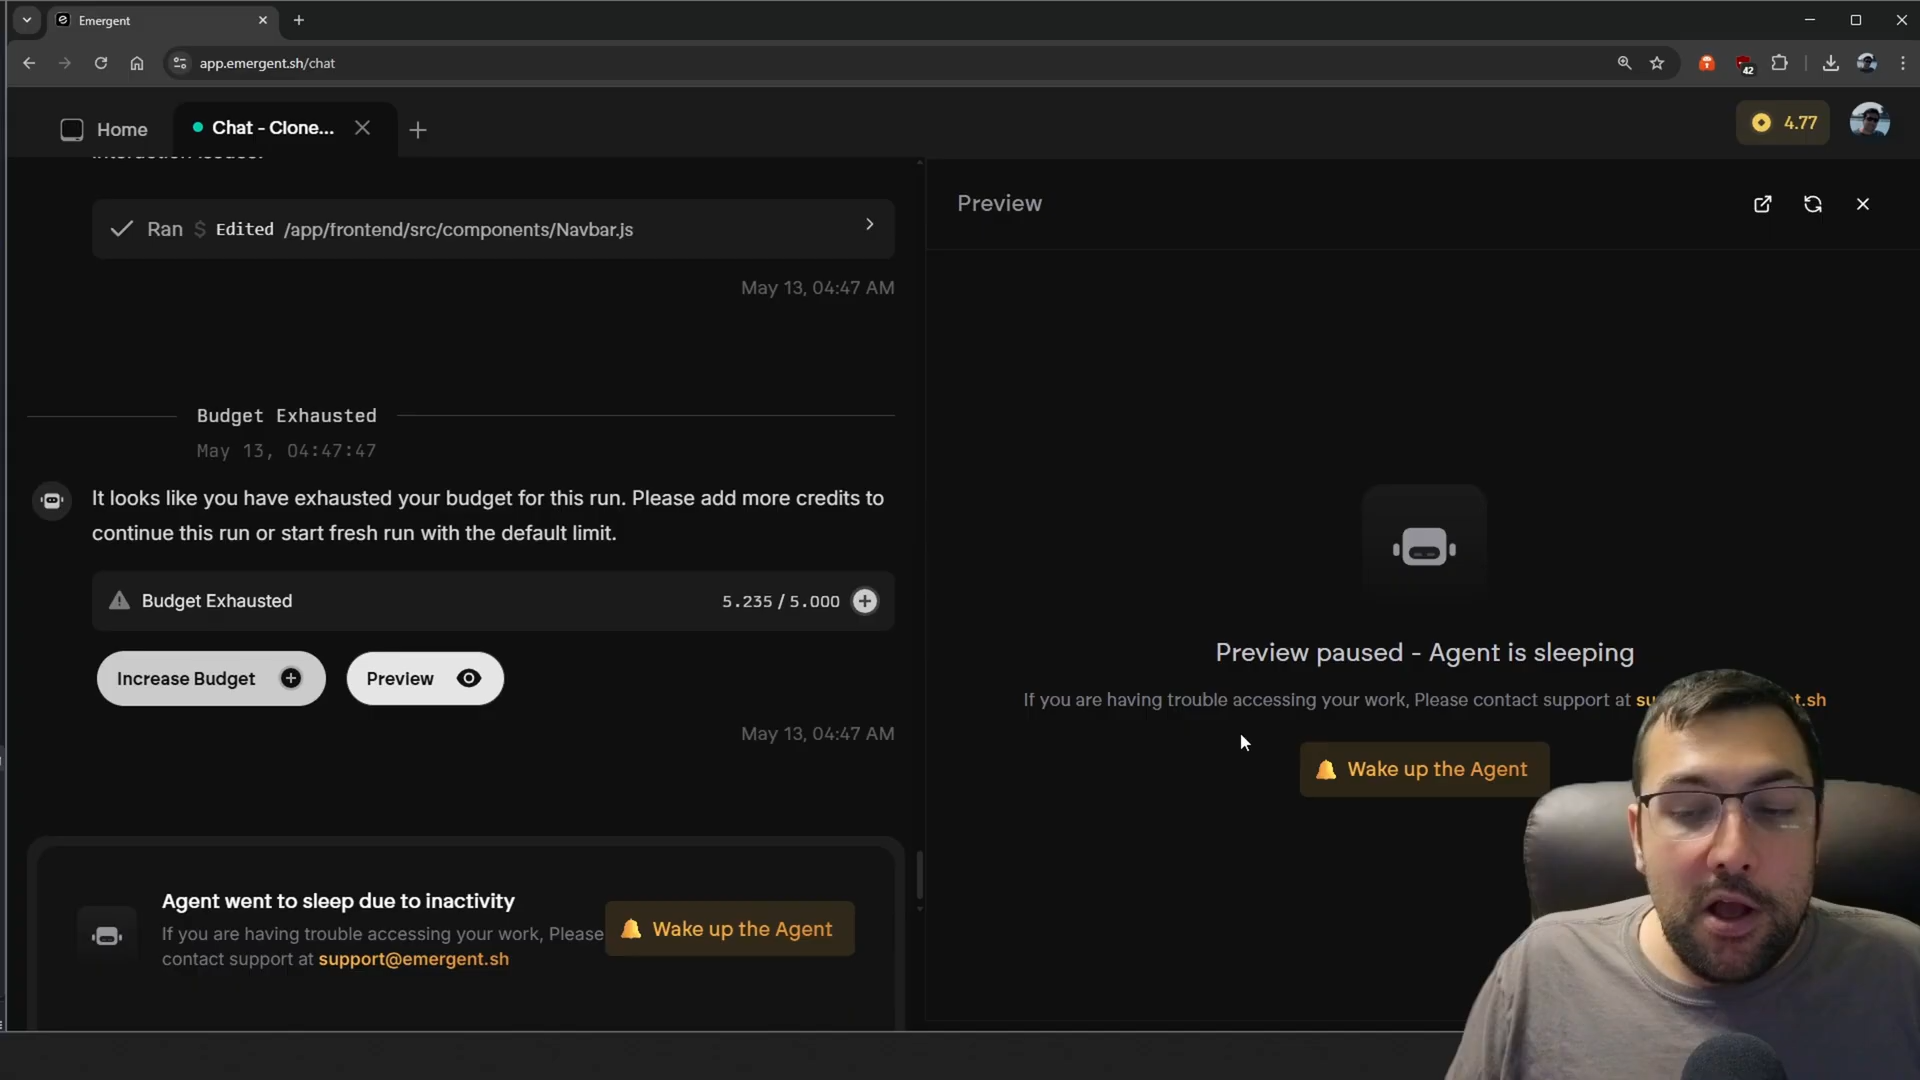 Emergent
app.emergent.sh/chat
42
Home
Chat - Clone...
4.77
Ran $ Edited /app/frontend/src/components/Navbar.js
May 13, 04:47 AM
Budget Exhausted
May 13, 04:47:47
It looks like you have exhausted your budget for this run. Please add more credits to
continue this run or start fresh run with the default limit.
Budget Exhausted
5.235 / 5.000
Increase Budget
Preview
May 13, 04:47 AM
Agent went to sleep due to inactivity
If you are having trouble accessing your work, Please
contact support at support@emergent.sh
Wake up the Agent
Preview
Preview paused - Agent is sleeping
If you are having trouble accessing your work, Please contact support at su t.sh
Wake up the Agent